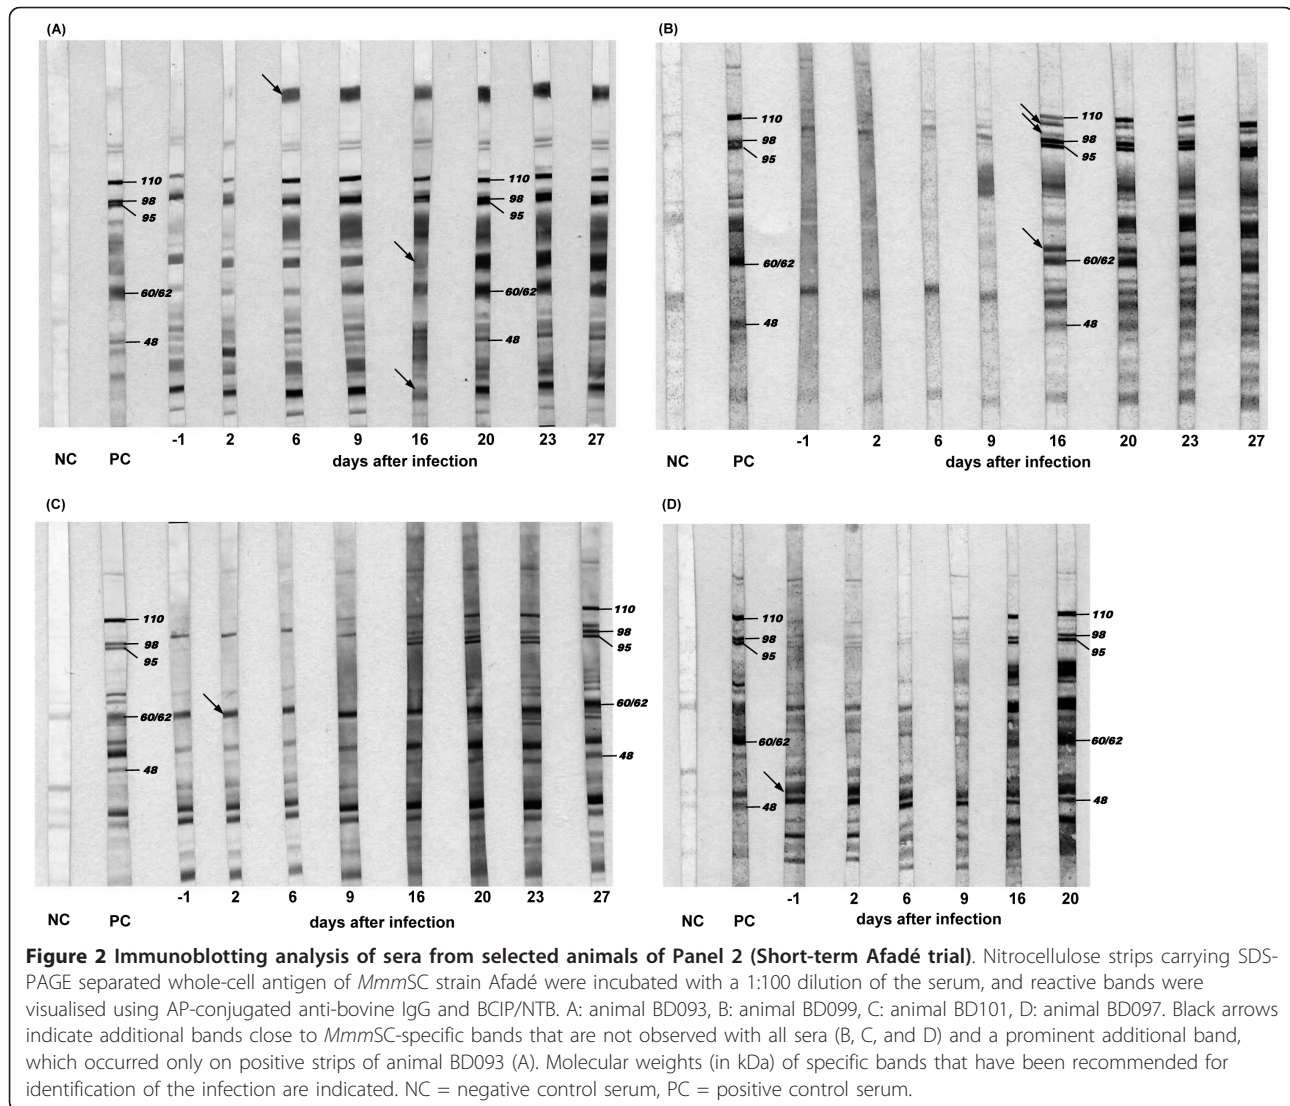 (A)
110
98
95
60/62
48
110
98
95
60/62
48
-1 2 6 9 16 20 23 27
NC PC days after infection
(B)
110
98
95
60/62
48
110
98
95
60/62
48
-1 2 6 9 16 20 23 27
NC PC days after infection
(C)
110
98
95
60/62
48
110
98
95
60/62
48
-1 2 6 9 16 20 23 27
NC PC days after infection
(D)
110
98
95
60/62
48
110
98
95
60/62
48
-1 2 6 9 16 20
NC PC days after infection
Figure 2 Immunoblotting analysis of sera from selected animals of Panel 2 (Short-term Afadé trial). Nitrocellulose strips carrying SDS-
PAGE separated whole-cell antigen of MmmSC strain Afadé were incubated with a 1:100 dilution of the serum, and reactive bands were
visualised using AP-conjugated anti-bovine IgG and BCIP/NTB. A: animal BD093, B: animal BD099, C: animal BD101, D: animal BD097. Black arrows
indicate additional bands close to MmmSC-specific bands that are not observed with all sera (B, C, and D) and a prominent additional band,
which occurred only on positive strips of animal BD093 (A). Molecular weights (in kDa) of specific bands that have been recommended for
identification of the infection are indicated. NC = negative control serum, PC = positive control serum.